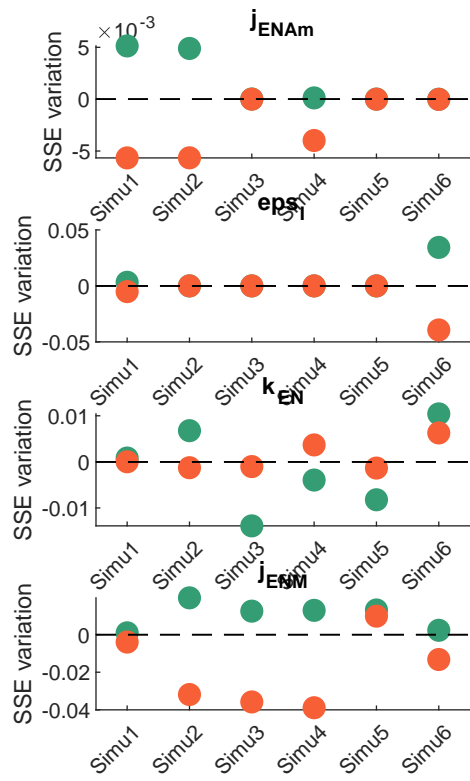 ×10⁻³
j_ENAm
SSE variation
5
0
-5
Simu1 Simu2 Simu3 Simu4 Simu5 Simu6
eps_I
SSE variation
0.05
0
-0.05
Simu1 Simu2 Simu3 Simu4 Simu5 Simu6
k_EN
SSE variation
0.01
0
-0.01
Simu1 Simu2 Simu3 Simu4 Simu5 Simu6
j_ENM
SSE variation
0
-0.02
-0.04
Simu1 Simu2 Simu3 Simu4 Simu5 Simu6